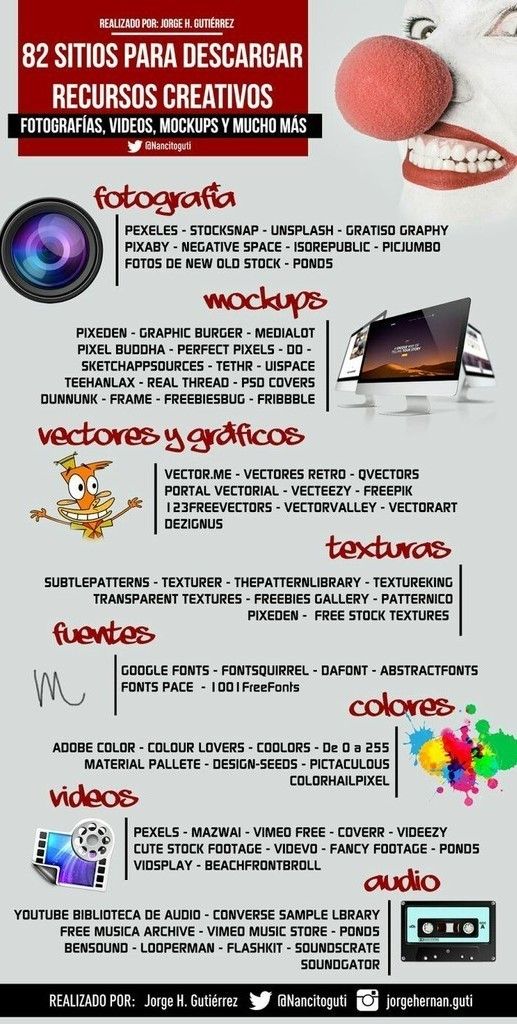 REALIZADO POR: JORGE H. GUTIÉRREZ
82 SITIOS PARA DESCARGAR
RECURSOS CREATIVOS
FOTOGRAFÍAS, VIDEOS, MOCKUPS Y MUCHO MÁS
@Nancitoguti
fotografia
PEXELES - STOCKSNAP - UNSPLASH - GRATISO GRAPHY
PIXABY - NEGATIVE SPACE - ISOREPUBLIC - PICJUMBO
FOTOS DE NEW OLD STOCK - POND5
mockups
PIXEDEN - GRAPHIC BURGER - MEDIALOT
PIXEL BUDDHA - PERFECT PIXELS - DO -
SKETCHAPPSOURCES - TETHR - UISPACE
TEEHANLAX - REAL THREAD - PSD COVERS
DUNNUNK - FRAME - FREEBIESBUG - FRIBBBLE
vectores y gráficos
VECTOR.ME - VECTORES RETRO - QVECTORS
PORTAL VECTORIAL - VECTEEZY - FREEPIK
123FREEVECTORS - VECTORVALLEY - VECTORART
DEZIGNUS
texturas
SUBTLEPATTERNS - TEXTURER - THEPATTERNLIBRARY - TEXTUREKING
TRANSPARENT TEXTURES - FREEBIES GALLERY - PATTERNICO
PIXEDEN - FREE STOCK TEXTURES
fuentes
GOOGLE FONTS - FONTSQUIRREL - DAFONT - ABSTRACTFONTS
FONTS PACE - 1001FreeFonts
colores
ADOBE COLOR - COLOUR LOVERS - COOLORS - De 0 a 255
MATERIAL PALLETE - DESIGN-SEEDS - PICTACULOUS
COLORHAILPIXEL
videos
PEXELS - MAZWAI - VIMEO FREE - COVERR - VIDEEZY
CUTE STOCK FOOTAGE - VIDEVO - FANCY FOOTAGE - POND5
VIDSPLAY - BEACHFRONTBROLL
audio
YOUTUBE BIBLIOTECA DE AUDIO - CONVERSE SAMPLE LBRARY
FREE MUSICA ARCHIVE - VIMEO MUSIC STORE - POND5
BENSOUND - LOOPERMAN - FLASHKIT - SOUNDSCRATE
SOUNDGATOR
REALIZADO POR: Jorge H. Gutiérrez @Nancitoguti jorgehernan.guti